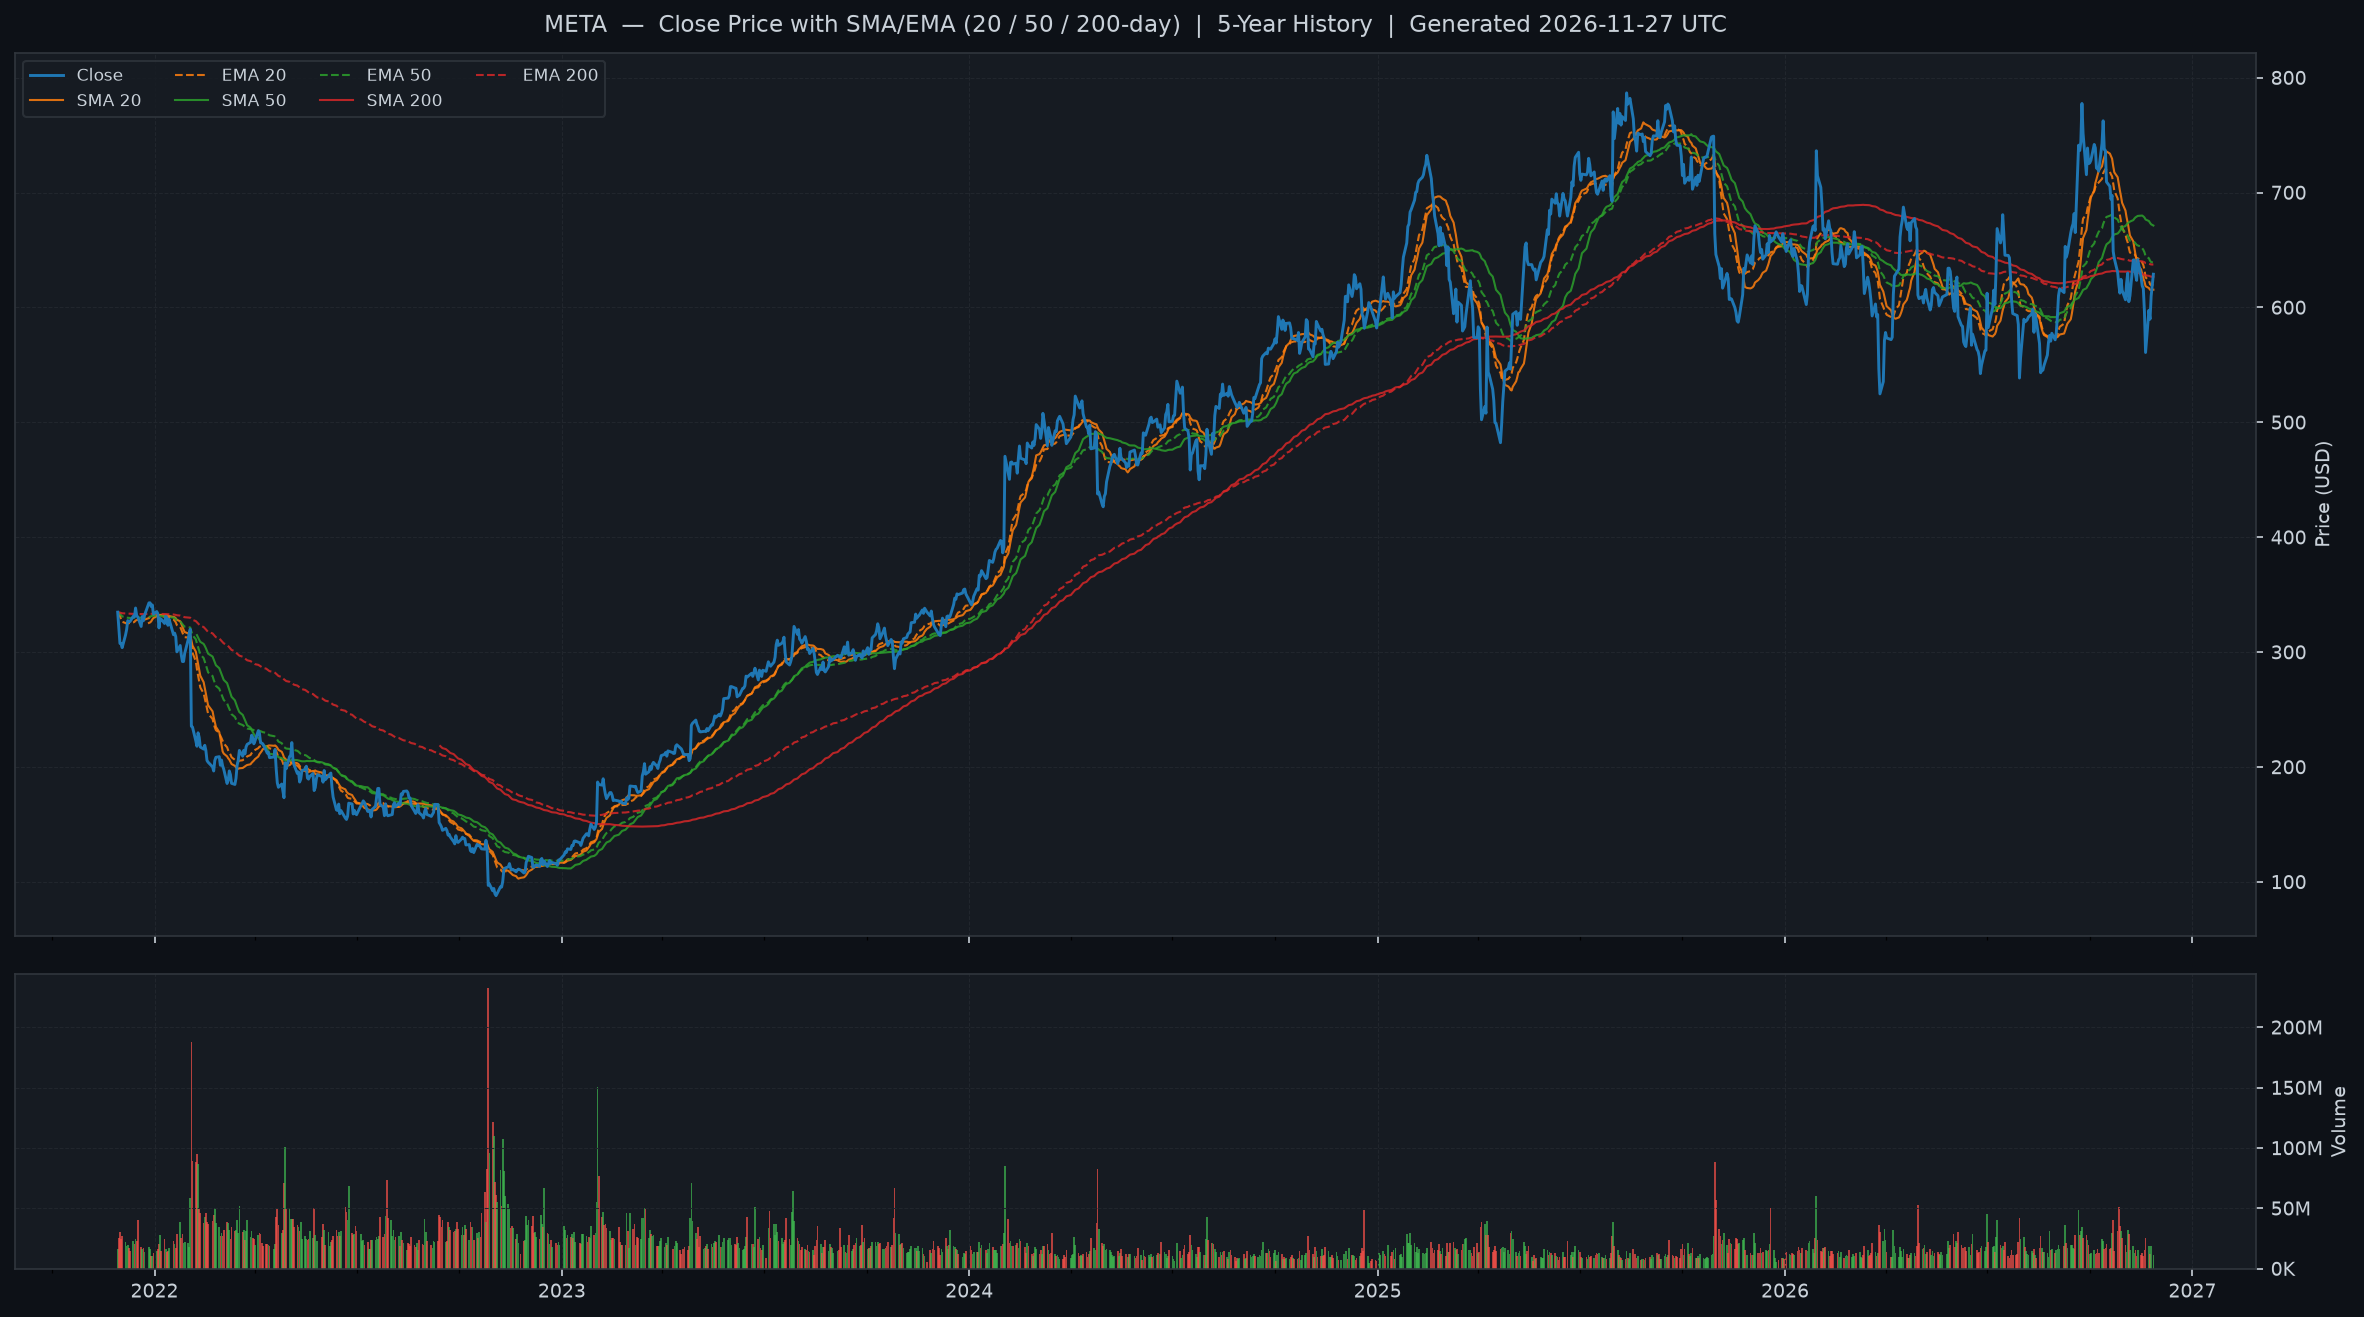 META — Close Price with SMA/EMA (20 / 50 / 200-day) | 5-Year History | Generated 2026-11-27 UTC
Close EMA 20 EMA 50 EMA 200
SMA 20 SMA 50 SMA 200
800
700
600
500
400
300
200
100
Price (USD)
200M
150M
100M
50M
0K
Volume
2022 2023 2024 2025 2026 2027